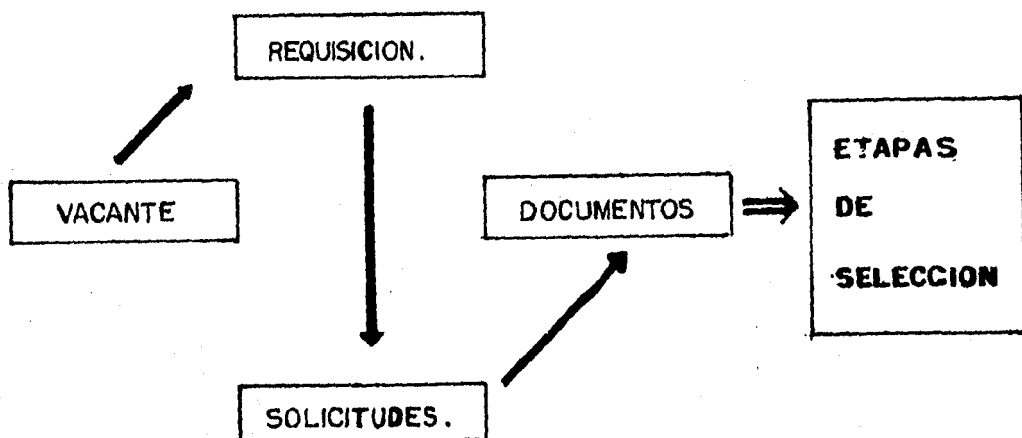 REQUISICION.
VACANTE
DOCUMENTOS
SOLICITUDES.
ETAPAS
DE
SELECCION